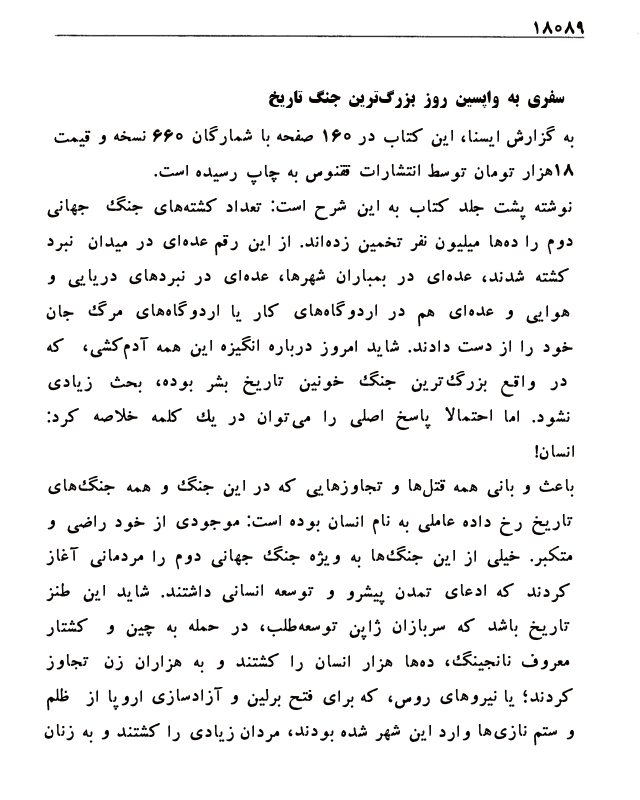 ۱۸۰۸۹
سفری به واپسین روز بزرگ‌ترین جنگ تاریخ
به گزارش ایسنا، این کتاب در ۱۶۰ صفحه با شمارگان ۶۶۰ نسخه و قیمت
۱۸هزار تومان توسط انتشارات ققنوس به چاپ رسیده است.
نوشته پشت جلد کتاب به این شرح است: تعداد کشته‌های جنگ جهانی
دوم را ده‌ها میلیون نفر تخمین زده‌اند. از این رقم عده‌ای در میدان نبرد
کشته شدند، عده‌ای در بمباران شهرها، عده‌ای در نبردهای دریایی و
هوایی و عده‌ای هم در اردوگاه‌های کار یا اردوگاه‌های مرگ جان
خود را از دست دادند. شاید امروز درباره انگیزه این همه آدم‌کشی، که
در واقع بزرگ‌ترین جنگ خونین تاریخ بشر بوده، بحث زیادی
نشود. اما احتمالا پاسخ اصلی را می‌توان در یك کلمه خلاصه کرد:
انسان!
باعث و بانی همه قتل‌ها و تجاوزهایی که در این جنگ و همه جنگ‌های
تاریخ رخ داده عاملی به نام انسان بوده است: موجودی از خود راضی و
متکبر. خیلی از این جنگ‌ها به ویژه جنگ جهانی دوم را مردمانی آغاز
کردند که ادعای تمدن پیشرو و توسعه انسانی داشتند. شاید این طنز
تاریخ باشد که سربازان ژاپن توسعه‌طلب، در حمله به چین و کشتار
معروف نانجینگ، ده‌ها هزار انسان را کشتند و به هزاران زن تجاوز
کردند؛ یا نیروهای روس، که برای فتح برلین و آزادسازی اروپا از ظلم
و ستم نازی‌ها وارد این شهر شده بودند، مردان زیادی را کشتند و به زنان